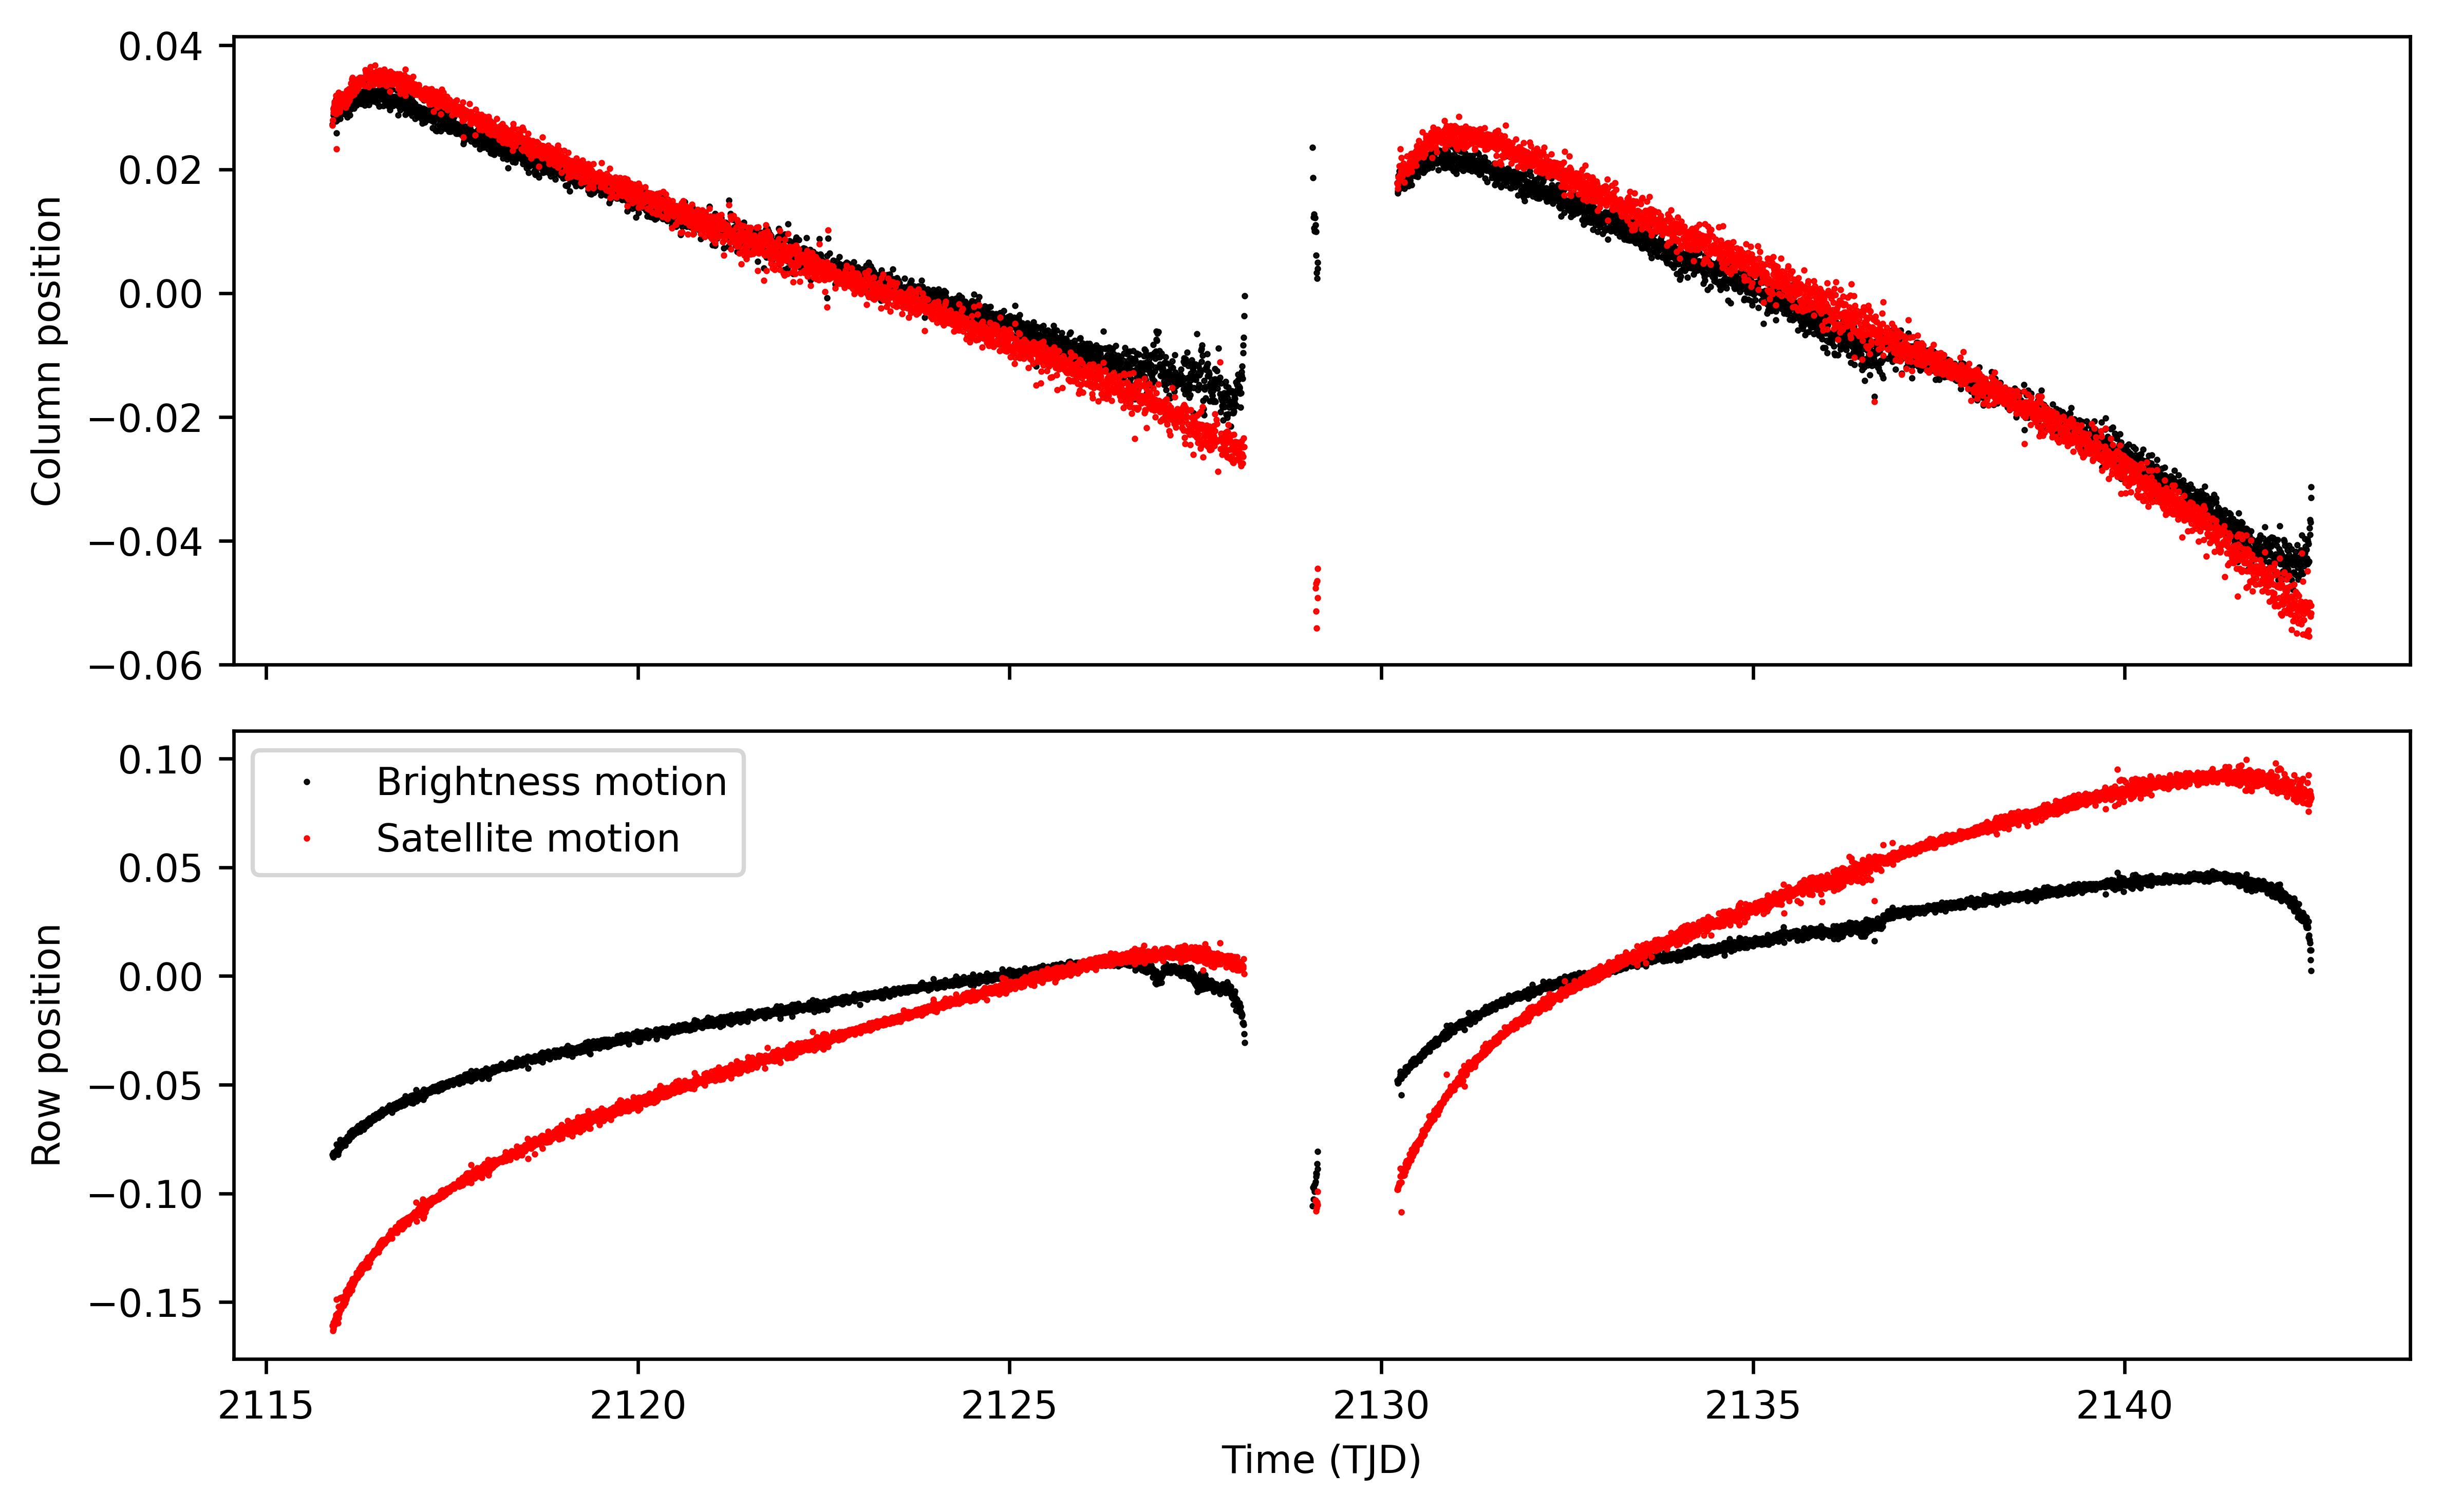 0.04
0.02
0.00
−0.02
−0.04
−0.06
Column position
0.10
0.05
0.00
−0.05
−0.10
−0.15
Row position
Brightness motion
Satellite motion
2115 2120 2125 2130 2135 2140
Time (TJD)